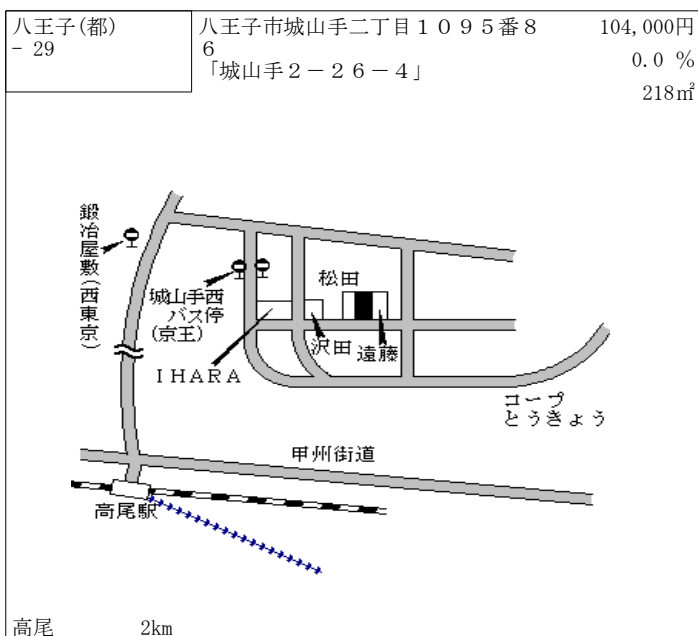 八王子(都)
- 29
八王子市城山手二丁目１０９５番８
６
「城山手２－２６－４」
104,000円
0.0 %
218㎡
鍛冶屋敷(西東京)
城山手西
バス停
(京王)
松田
沢田
遠藤
ＩＨＡＲＡ
コープ
とうきょう
甲州街道
高尾駅
高尾 2km